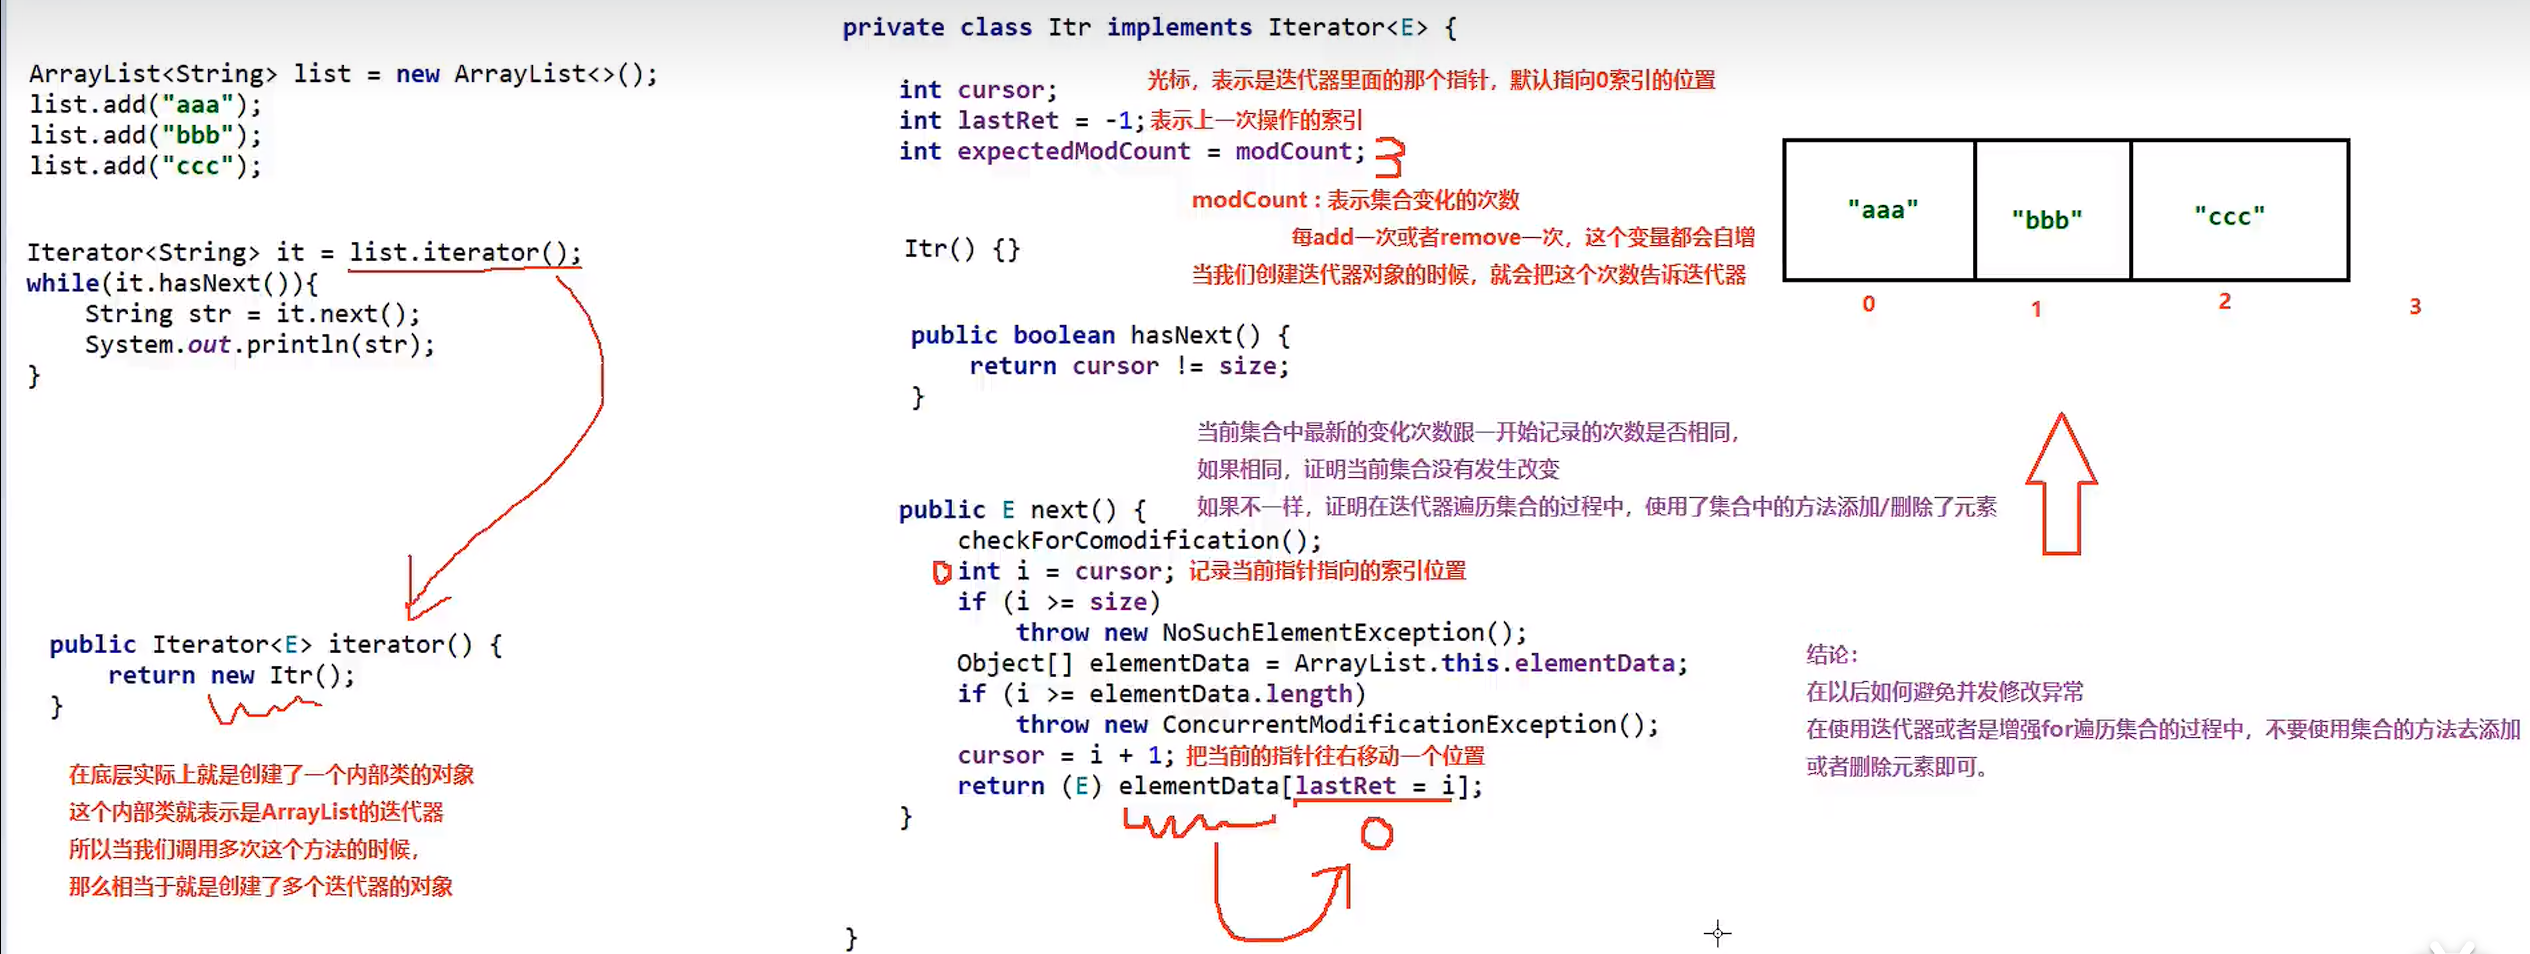 ArrayList<String> list = new ArrayList<>();
list.add("aaa");
list.add("bbb");
list.add("ccc");
Iterator<String> it = list.iterator();
while(it.hasNext()){
String str = it.next();
System.out.println(str);
}
public Iterator<E> iterator() {
return new Itr();
}
在底层实际上就是创建了一个内部类的对象
这个内部类就表示是ArrayList的迭代器
所以当我们调用多次这个方法的时候，
那么相当于就是创建了多个迭代器的对象
private class Itr implements Iterator<E> {
int cursor; 光标，表示是迭代器里面的那个指针，默认指向0索引的位置
int lastRet = -1; 表示上一次操作的索引
int expectedModCount = modCount; 3
modCount：表示集合变化的次数
每add一次或者remove一次，这个变量都会自增
当我们创建迭代器对象的时候，就会把这个次数告诉迭代器
Itr() {}
public boolean hasNext() {
return cursor != size;
}
当前集合中最新的变化次数跟一开始记录的次数是否相同，
如果相同，证明当前集合没有发生改变
如果不一样，证明在迭代器遍历集合的过程中，使用了集合中的方法添加/删除了元素
public E next() {
checkForComodification();
0 int i = cursor; 记录当前指针指向的索引位置
if (i >= size)
throw new NoSuchElementException();
Object[] elementData = ArrayList.this.elementData;
if (i >= elementData.length)
throw new ConcurrentModificationException();
cursor = i + 1; 把当前的指针往右移动一个位置
return (E) elementData[lastRet = i];
}
0
}
"aaa" "bbb" "ccc"
0 1 2 3
结论：
在以后如何避免并发修改异常
在使用迭代器或者是增强for遍历集合的过程中，不要使用集合的方法去添加
或者删除元素即可。